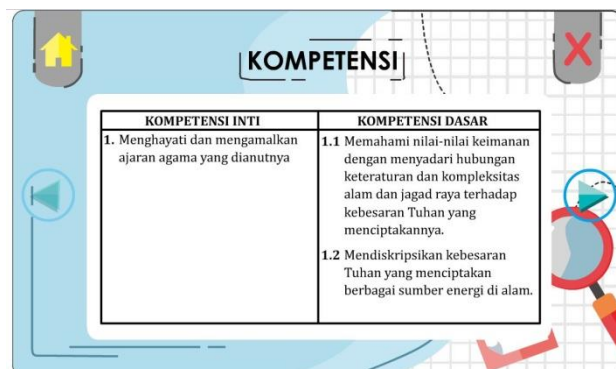 KOMPETENSI
KOMPETENSI INTI
1. Menghayati dan mengamalkan
ajaran agama yang dianutnya
KOMPETENSI DASAR
1.1 Memahami nilai-nilai keimanan
dengan menyadari hubungan
keteraturan dan kompleksitas
alam dan jagad raya terhadap
kebesaran Tuhan yang
menciptakannya.
1.2 Mendiskripsikan kebesaran
Tuhan yang menciptakan
berbagai sumber energi di alam.